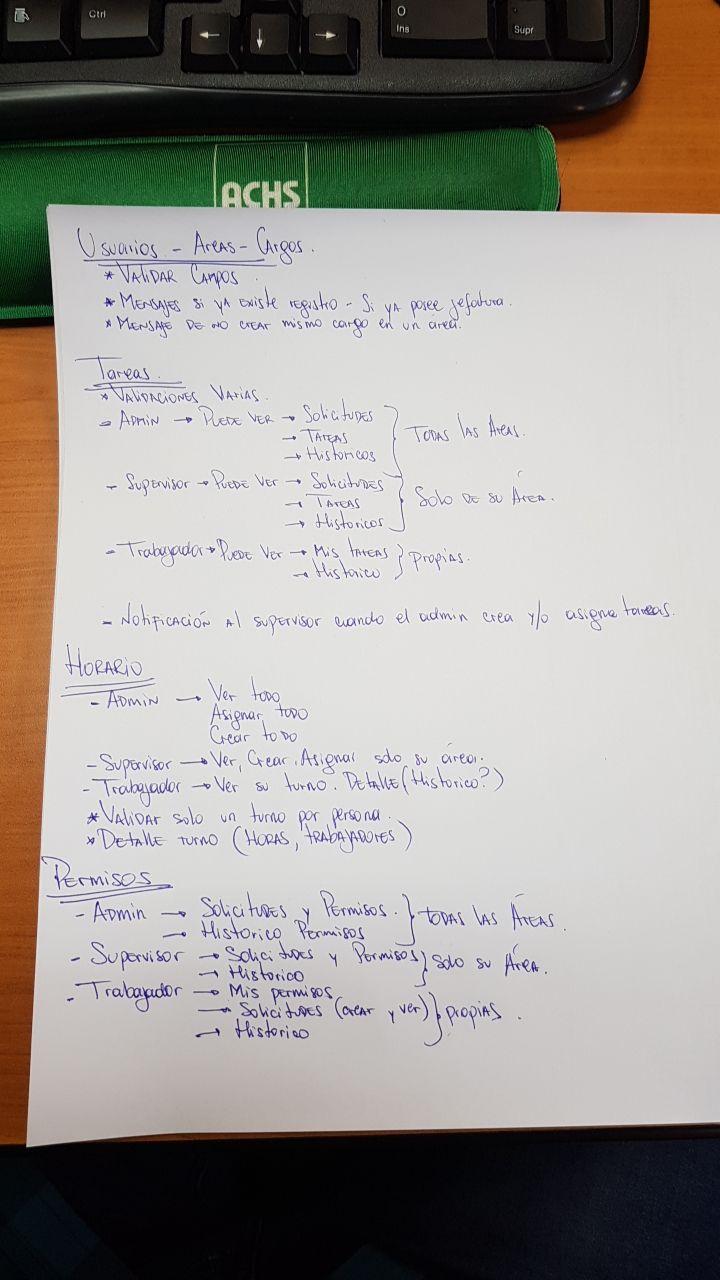 Ctrl
←
↓
→
0
Ins
.
Supr
ACHS
Usuarios - Areas - Cargos.
* Validar Campos.
* Mensajes si ya existe registro - Si ya posee jefatura.
* Mensaje de no crear mismo cargo en un area.
Tareas.
* Validaciones Varias.
- Admin → Puede ver → Solicitudes
→ Tareas
→ Historicos
} Todas las Areas.
- Supervisor → Puede ver → Solicitudes
→ Tareas
→ Historicos
} Solo de su Área.
- Trabajador → Puede ver → Mis tareas
→ Historico
} Propias.
- Notificación al supervisor cuando el admin crea y/o asigna tareas.
Horario
- Admin → Ver todo
Asignar todo
Crear todo
- Supervisor → Ver, Crear, Asignar solo su área.
- Trabajador → Ver su turno. Detalle (Historico?)
* Validar solo un turno por persona.
* Detalle turno (Horas, trabajadores)
Permisos
- Admin → Solicitudes y Permisos.
→ Historico Permisos
} todas las Áreas.
- Supervisor → Solicitudes y Permisos
→ Historico
} Solo su Área.
- Trabajador → Mis permisos
→ Solicitudes (crear y ver)
→ Historico
} propias.